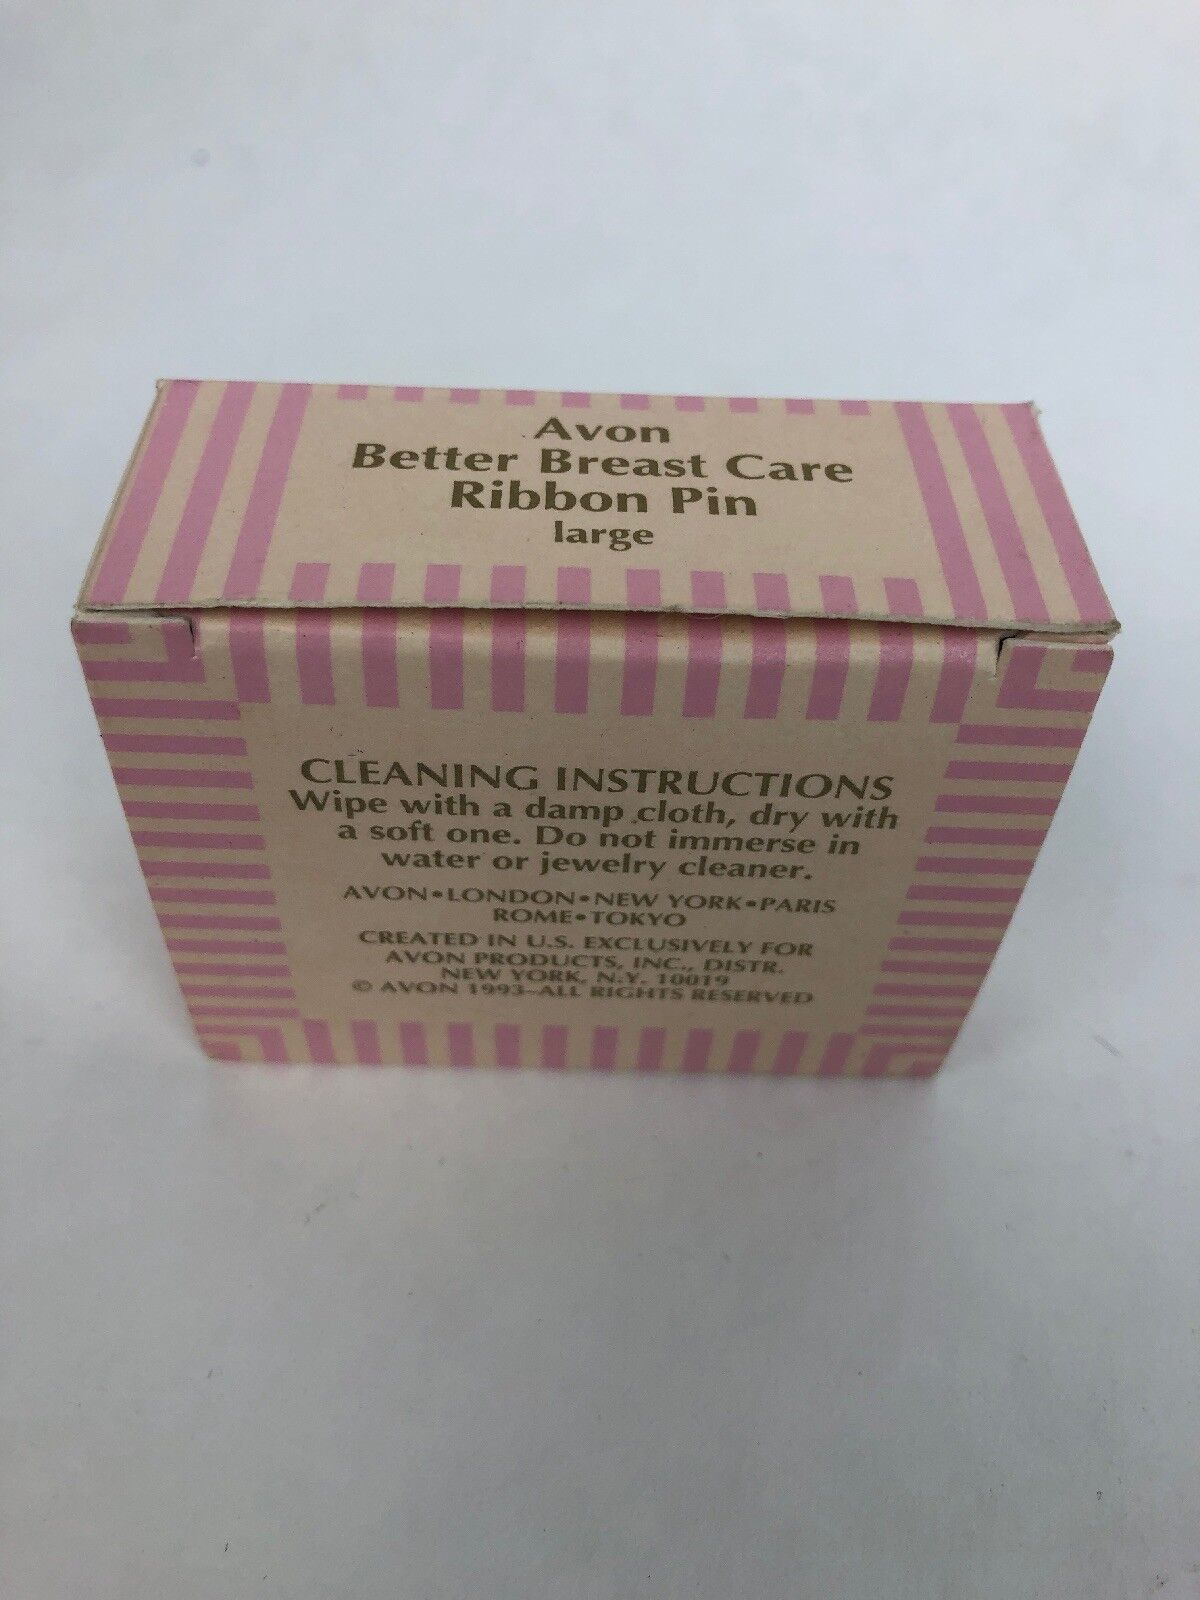 Avon
Better Breast Care
Ribbon Pin
large
CLEANING INSTRUCTIONS
Wipe with a damp cloth, dry with
a soft one. Do not immerse in
water or jewelry cleaner.
AVON•LONDON•NEW YORK•PARIS
ROME•TOKYO
CREATED IN U.S. EXCLUSIVELY FOR
AVON PRODUCTS, INC., DISTR.
NEW YORK, N.Y. 10019
© AVON 1993–ALL RIGHTS RESERVED